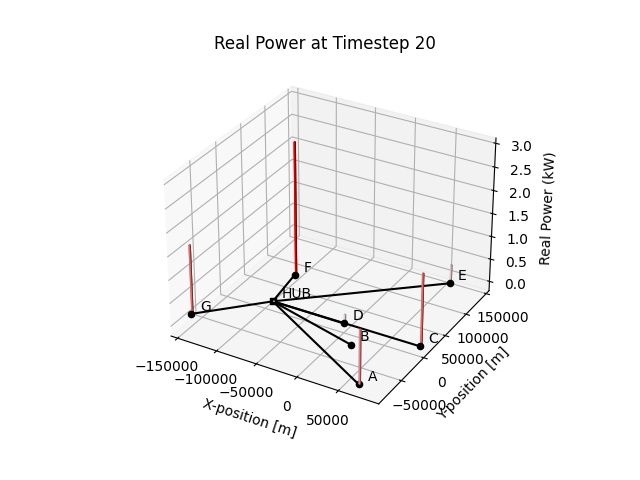 Real Power at Timestep 20
3.0
2.5
2.0
1.5
1.0
0.5
0.0
Real Power (kW)
F
E
HUB
G
D
B
C
A
150000
100000
50000
0
−50000
Y-position [m]
−150000
−100000
−50000
0
50000
X-position [m]